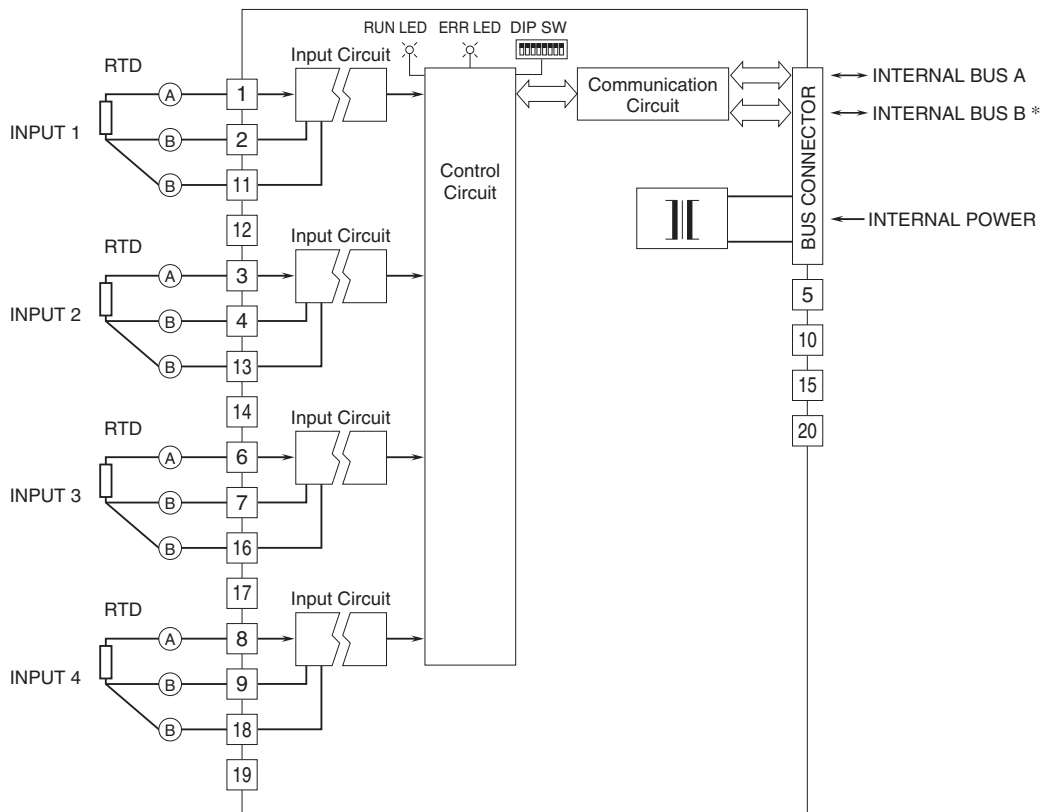 RUN LED ERR LED DIP SW
Input Circuit
RTD
INPUT 1
A 1
B 2
B 11
12
Communication
Circuit
BUS CONNECTOR
INTERNAL BUS A
INTERNAL BUS B *
INTERNAL POWER
Control
Circuit
Input Circuit
RTD
INPUT 2
A 3
B 4
B 13
14
5
10
15
20
Input Circuit
RTD
INPUT 3
A 6
B 7
B 16
17
Input Circuit
RTD
INPUT 4
A 8
B 9
B 18
19